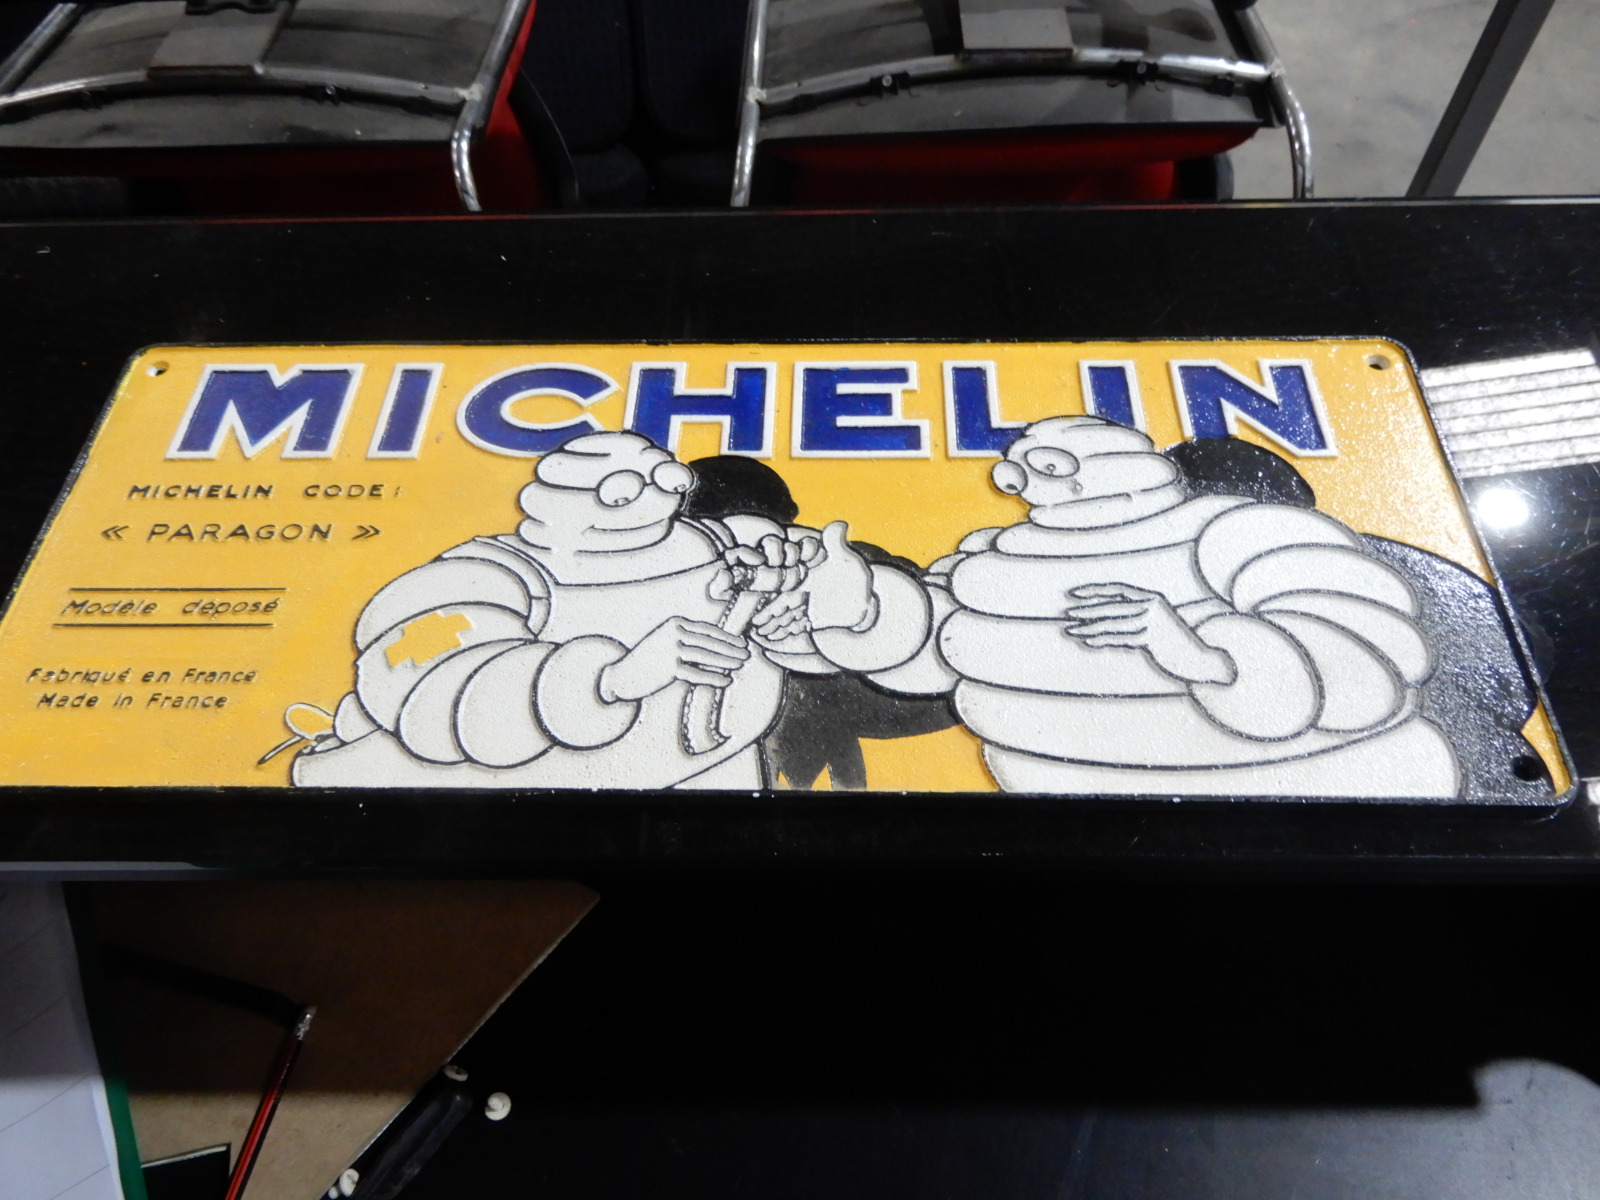 MICHELIN
MICHELIN CODE:
« PARAGON »
Modèle déposé
Fabriqué en France
Made in France